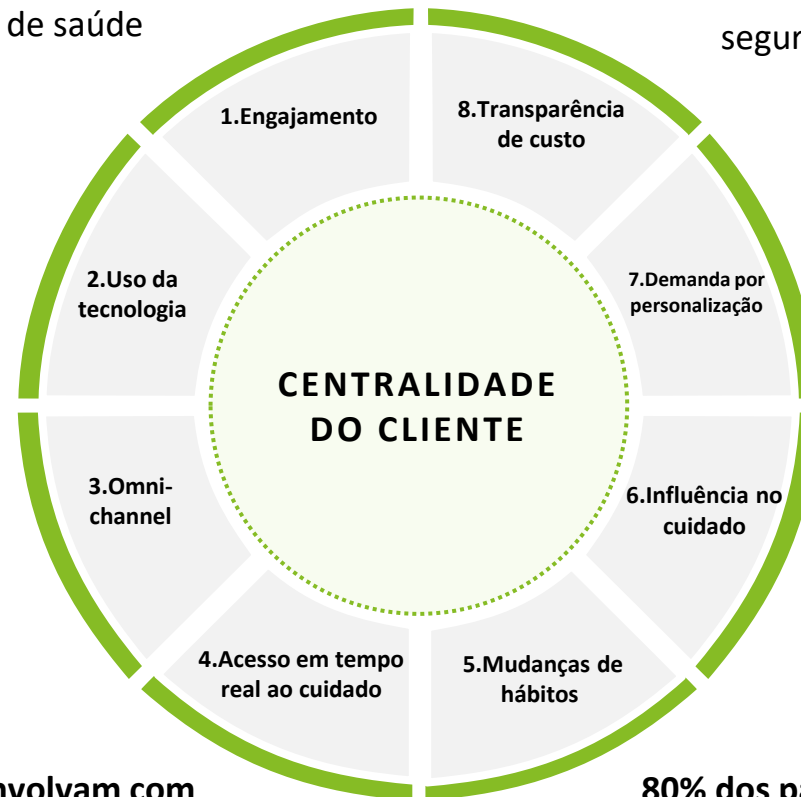 de saúde
1.Engajamento
8.Transparência
de custo
2.Uso da
tecnologia
7.Demanda por
personalização
CENTRALIDADE
DO CLIENTE
3.Omni-
channel
6.Influência no
cuidado
4.Acesso em tempo
real ao cuidado
5.Mudanças de
hábitos
com
80% dos